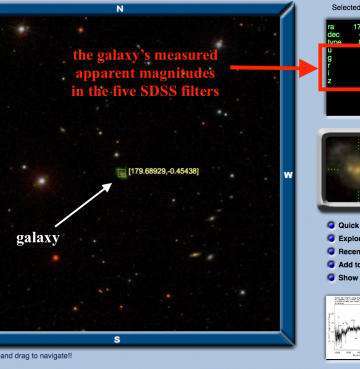 N
Selected
ra 17
dec
type
u
g
r
i
z
the galaxy's measured
apparent magnitudes
in the five SDSS filters
[179.68929,-0.45438]
W
galaxy
Quick
Explo
Recen
Add to
Show
S
and drag to navigate!!